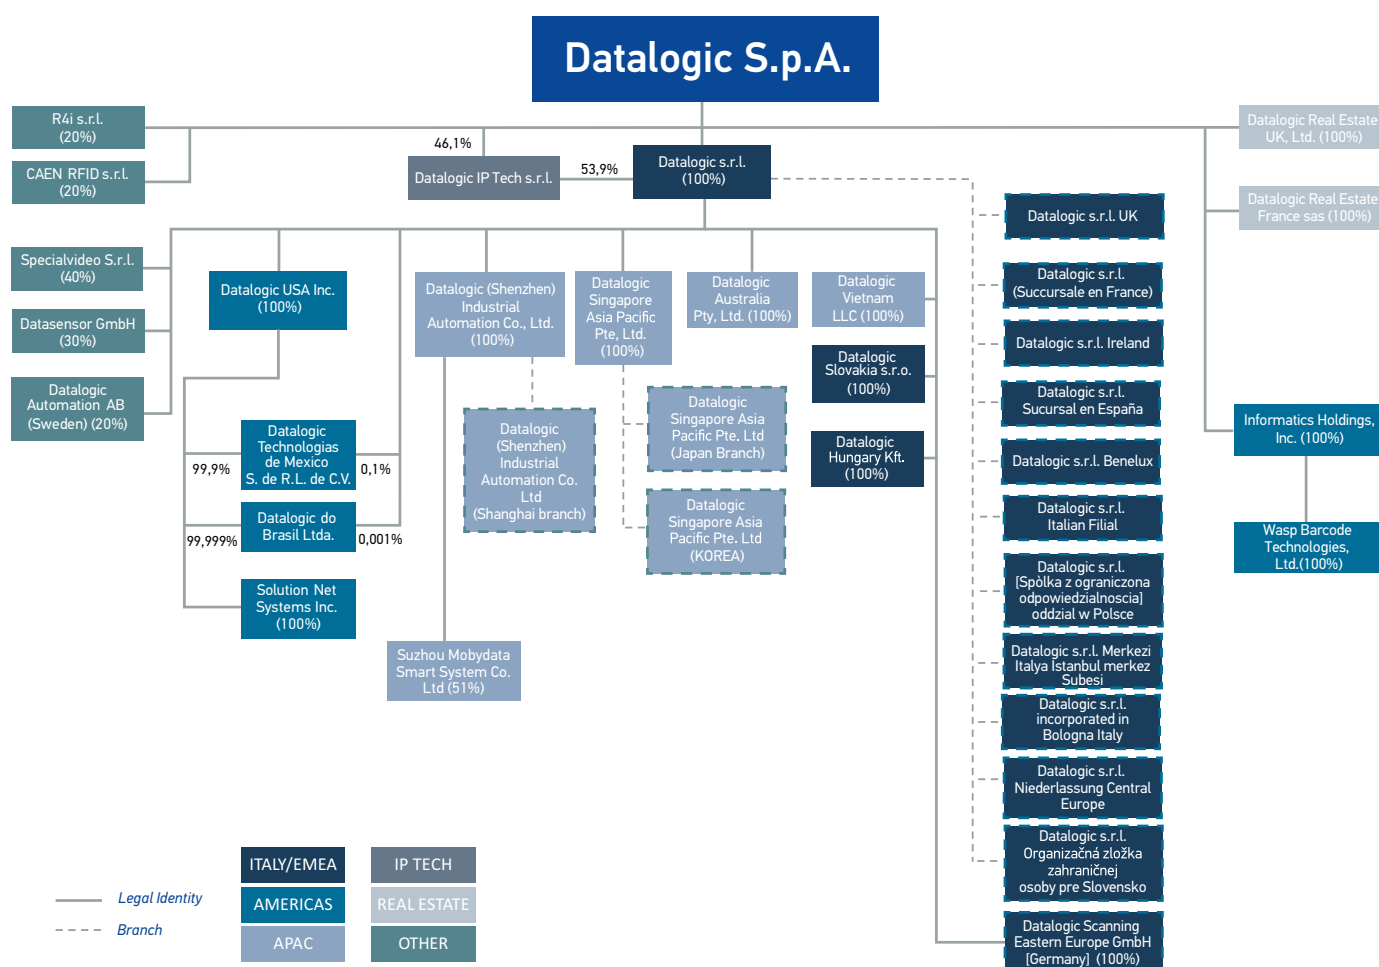 Datalogic S.p.A.
R4i s.r.l.
(20%)
CAEN RFID s.r.l.
(20%)
46,1%
Datalogic IP Tech s.r.l.
53,9%
Datalogic s.r.l.
(100%)
Datalogic Real Estate
UK, Ltd. (100%)
Datalogic Real Estate
France sas (100%)
Specialvideo S.r.l.
(40%)
Datasensor GmbH
(30%)
Datalogic
Automation AB
(Sweden) (20%)
Datalogic USA Inc.
(100%)
Datalogic (Shenzhen)
Industrial
Automation Co., Ltd.
(100%)
Datalogic
Singapore
Asia Pacific
Pte, Ltd.
(100%)
Datalogic
Australia
Pty, Ltd. (100%)
Datalogic
Vietnam
LLC (100%)
Datalogic
Slovakia s.r.o.
(100%)
Datalogic
Hungary Kft.
(100%)
99,9%
Datalogic
Technologias
de Mexico
S. de R.L. de C.V.
0,1%
99,999%
Datalogic do
Brasil Ltda.
0,001%
Solution Net
Systems Inc.
(100%)
Datalogic
(Shenzhen)
Industrial
Automation Co.
Ltd
(Shanghai branch)
Datalogic
Singapore Asia
Pacific Pte. Ltd
(Japan Branch)
Datalogic
Singapore Asia
Pacific Pte. Ltd
(KOREA)
Suzhou Mobydata
Smart System Co.
Ltd (51%)
Datalogic s.r.l. UK
Datalogic s.r.l.
(Succursale en France)
Datalogic s.r.l. Ireland
Datalogic s.r.l.
Sucursal en España
Datalogic s.r.l. Benelux
Datalogic s.r.l.
Italian Filial
Datalogic s.r.l.
[Spòlka z ograniczona
odpowiedzialnoscia]
oddzial w Polsce
Datalogic s.r.l. Merkezi
Italya Istanbul merkez
Subesi
Datalogic s.r.l.
incorporated in
Bologna Italy
Datalogic s.r.l.
Niederlassung Central
Europe
Datalogic s.r.l.
Organizačná zložka
zahraničnej
osoby pre Slovensko
Datalogic Scanning
Eastern Europe GmbH
[Germany] (100%)
Informatics Holdings,
Inc. (100%)
Wasp Barcode
Technologies,
Ltd.(100%)
Legal Identity
Branch
ITALY/EMEA
IP TECH
AMERICAS
REAL ESTATE
APAC
OTHER